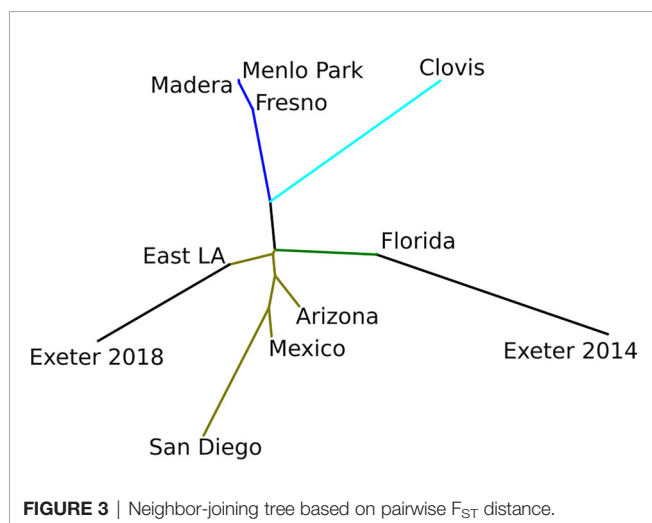 Menlo Park
Clovis
Madera
Fresno
East LA
Florida
Arizona
Exeter 2018
Mexico
Exeter 2014
San Diego
FIGURE 3 | Neighbor-joining tree based on pairwise FST distance.